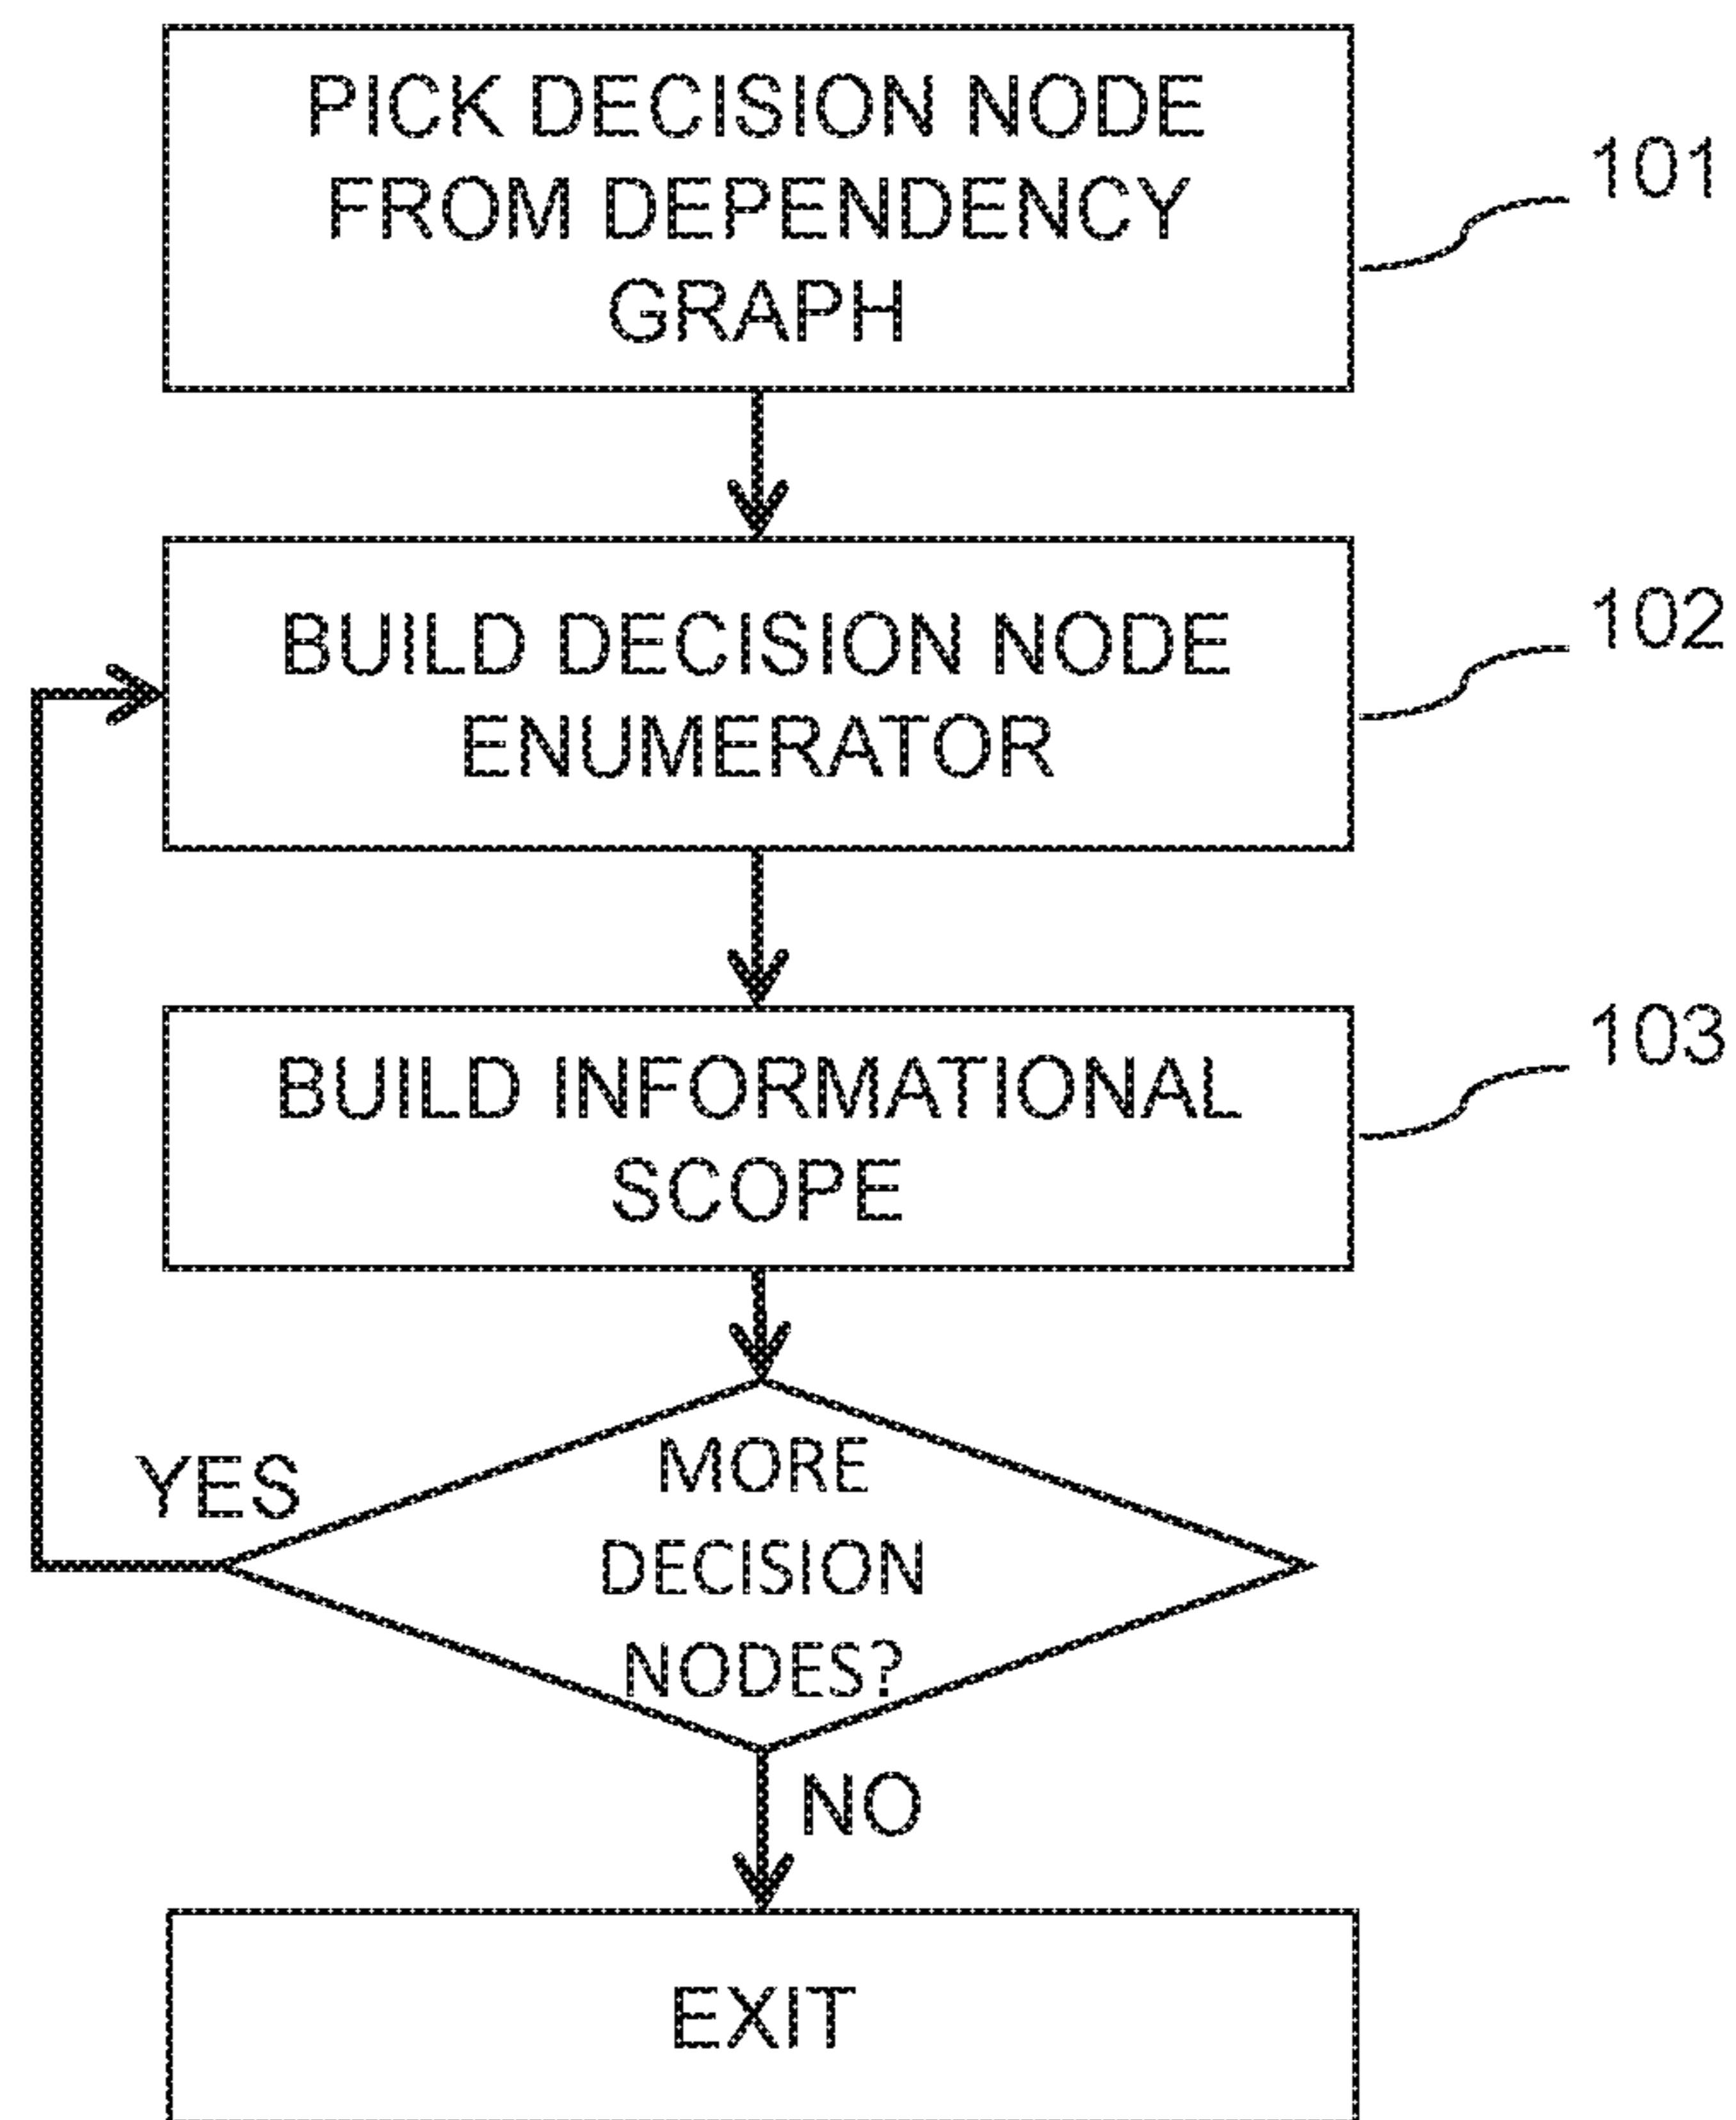 PICK DECISION NODE
FROM DEPENDENCY
GRAPH
101
BUILD DECISION NODE
ENUMERATOR
102
BUILD INFORMATIONAL
SCOPE
103
MORE
DECISION
NODES?
YES
NO
EXIT